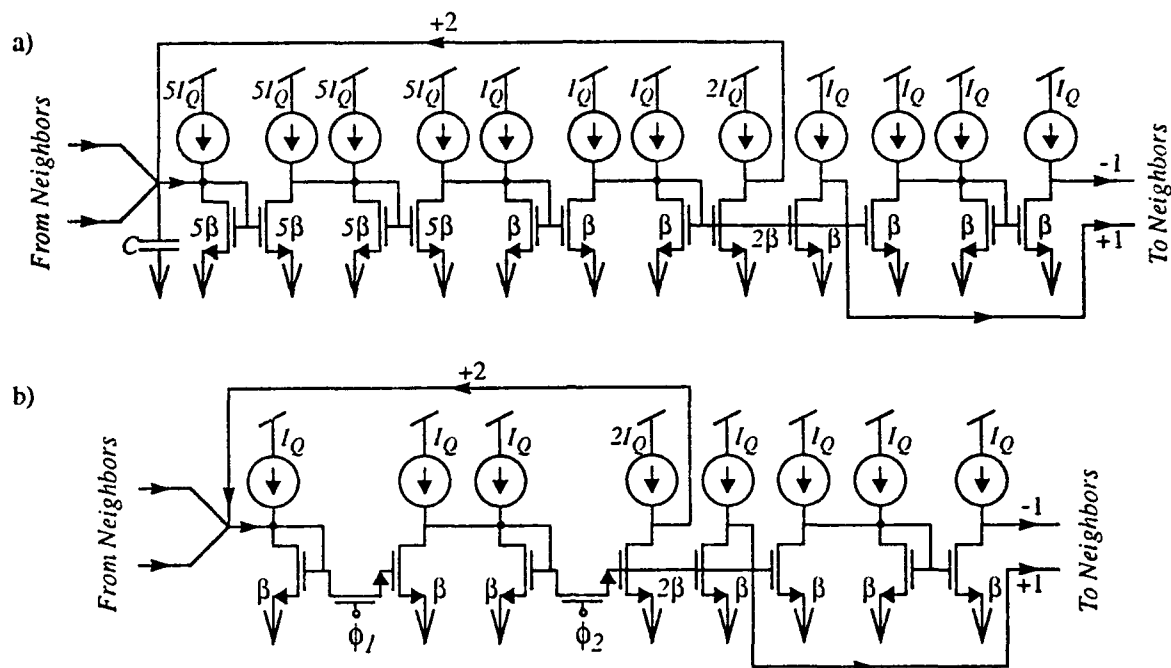 a)
+2
5I_Q 5I_Q 5I_Q 5I_Q I_Q I_Q I_Q 2I_Q I_Q I_Q I_Q I_Q
From Neighbors
-1
+1
To Neighbors
C
5β 5β 5β 5β β β β 2β β β β β
b)
+2
I_Q I_Q I_Q 2I_Q I_Q I_Q I_Q I_Q
From Neighbors
-1
+1
To Neighbors
β β β 2β β β β β
ϕ1 ϕ2